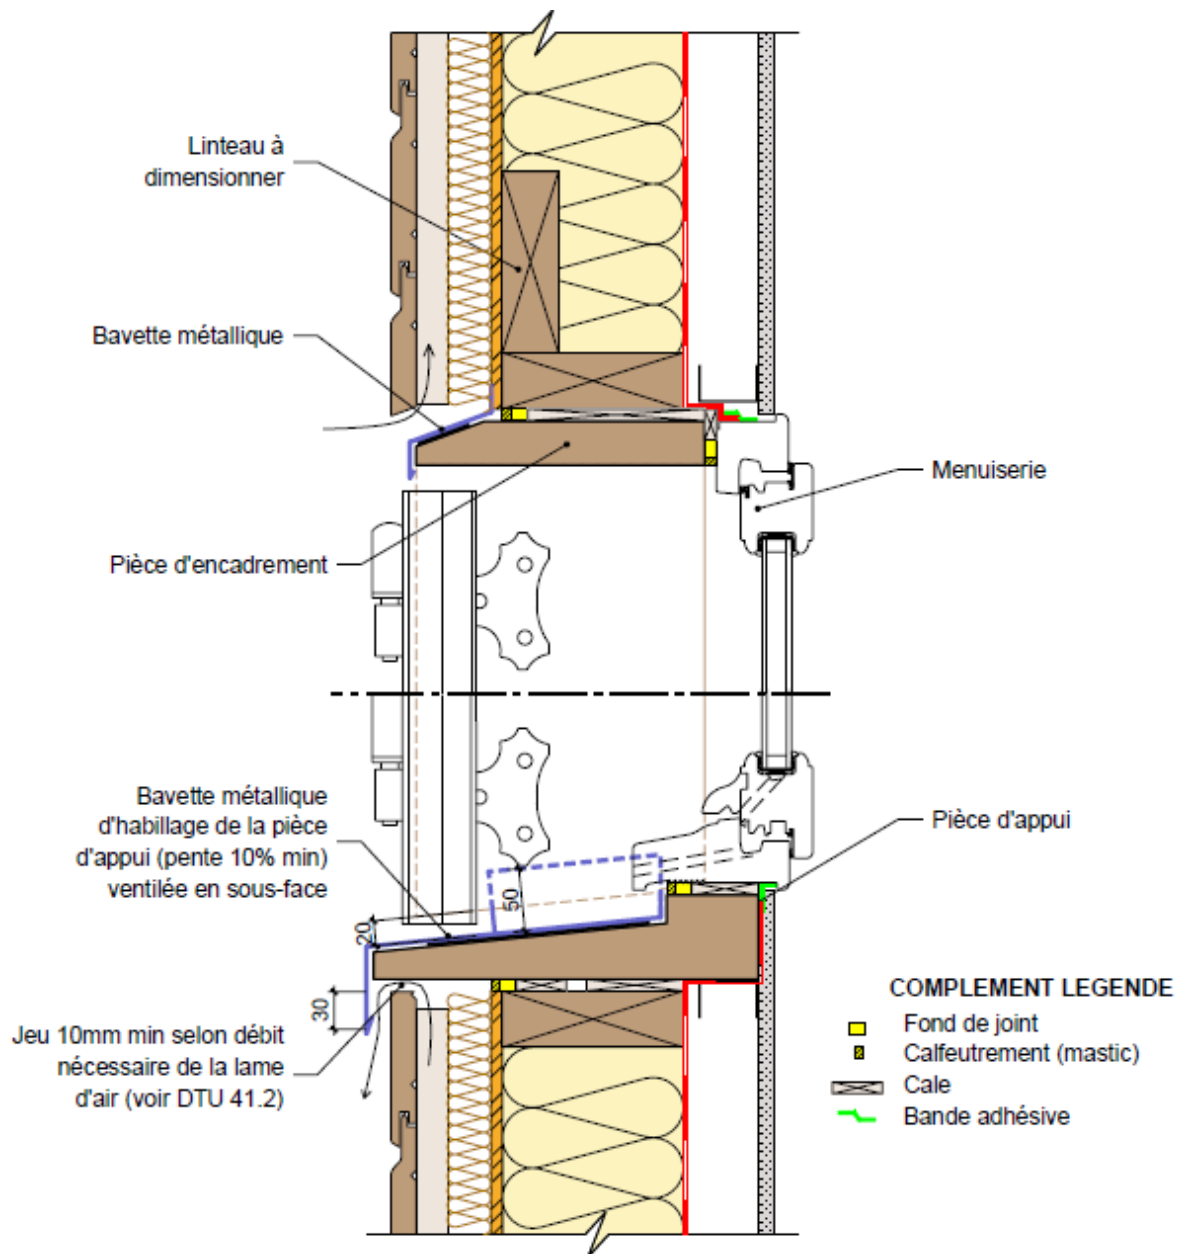 Linteau à
dimensionner
Bavette métallique
Menuiserie
Pièce d'encadrement
Bavette métallique
d'habillage de la pièce
d'appui (pente 10% min)
ventilée en sous-face
Pièce d'appui
50
20
30
Jeu 10mm min selon débit
nécessaire de la lame
d'air (voir DTU 41.2)
COMPLEMENT LEGENDE
Fond de joint
Calfeutrement (mastic)
Cale
Bande adhésive